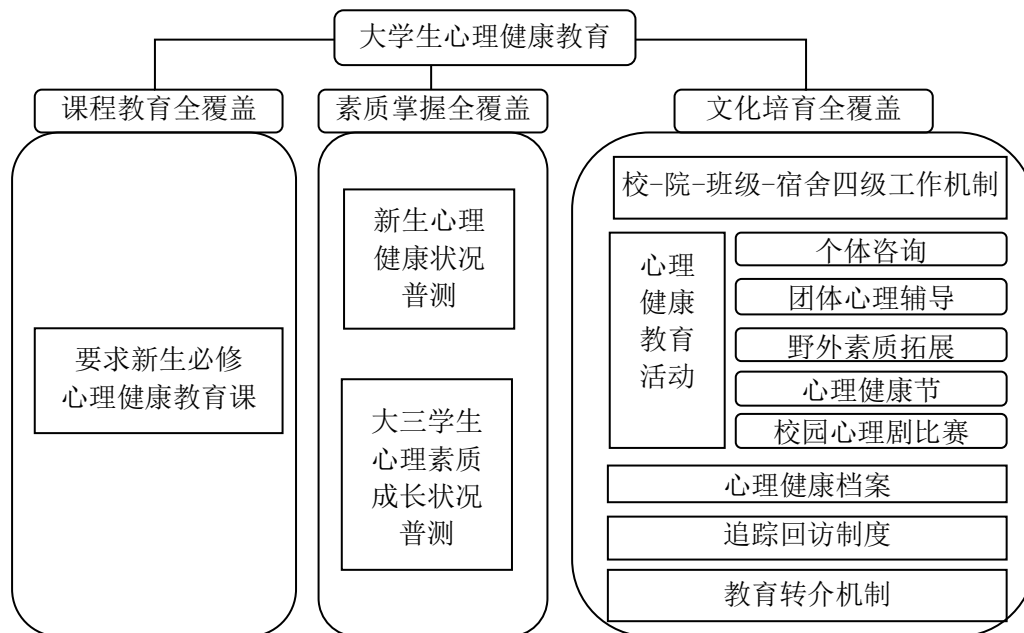 大学生心理健康教育
课程教育全覆盖
要求新生必修
心理健康教育课
素质掌握全覆盖
新生心理
健康状况
普测
大三学生
心理素质
成长状况
普测
文化培育全覆盖
校-院-班级-宿舍四级工作机制
心理
健康
教育
活动
个体咨询
团体心理辅导
野外素质拓展
心理健康节
校园心理剧比赛
心理健康档案
追踪回访制度
教育转介机制